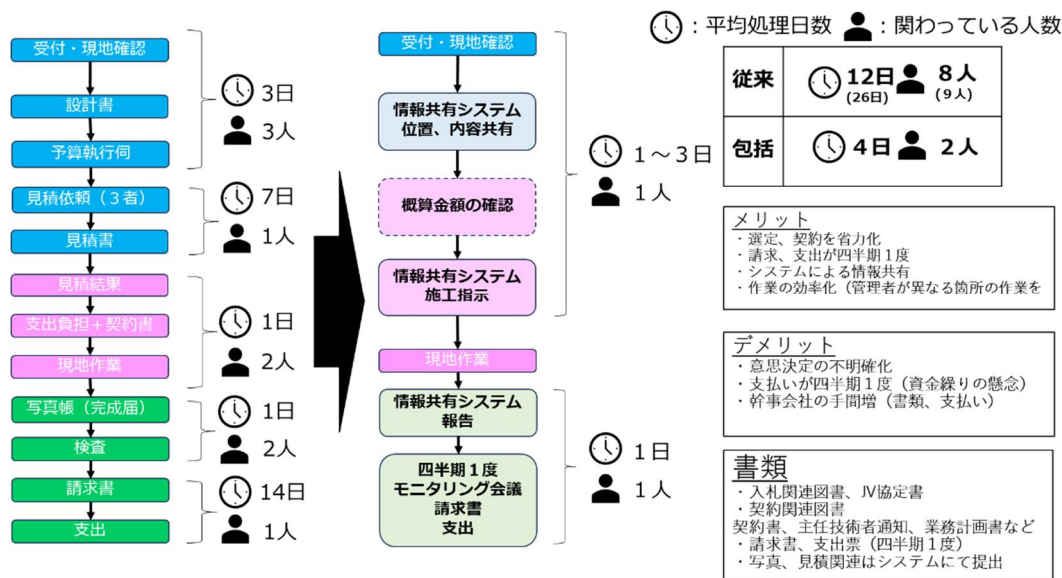 受付・現地確認
設計書
予算執行伺
3日
3人
見積依頼（３者）
見積書
7日
1人
見積結果
支出負担＋契約書
現地作業
1日
2人
写真帳（完成届）
検査
1日
2人
請求書
支出
14日
1人
受付・現地確認
情報共有システム
位置、内容共有
概算金額の確認
情報共有システム
施工指示
1～3日
1人
現地作業
情報共有システム
報告
四半期１度
モニタリング会議
請求書
支出
1日
1人
：平均処理日数 ：関わっている人数
従来 12日 8人
(26日) (９人)
包括 4日 2人
メリット
・選定、契約を省力化
・請求、支出が四半期１度
・システムによる情報共有
・作業の効率化（管理者が異なる箇所の作業を
デメリット
・意思決定の不明確化
・支払いが四半期１度（資金繰りの懸念）
・幹事会社の手間増（書類、支払い）
書類
・入札関連図書、JV協定書
・契約関連図書
契約書、主任技術者通知、業務計画書など
・請求書、支出票（四半期１度）
・写真、見積関連はシステムにて提出